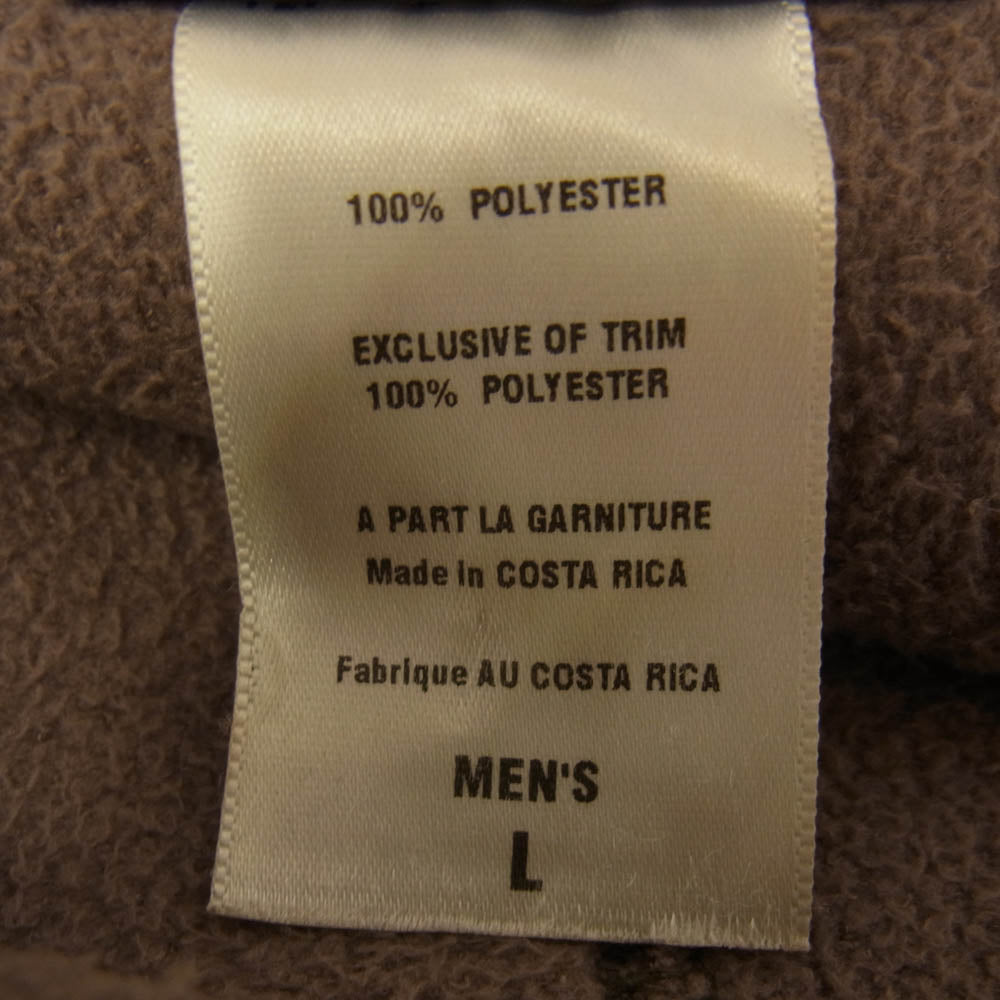 100% POLYESTER
EXCLUSIVE OF TRIM
100% POLYESTER
A PART LA GARNITURE
Made in COSTA RICA
Fabrique AU COSTA RICA
MEN'S
L